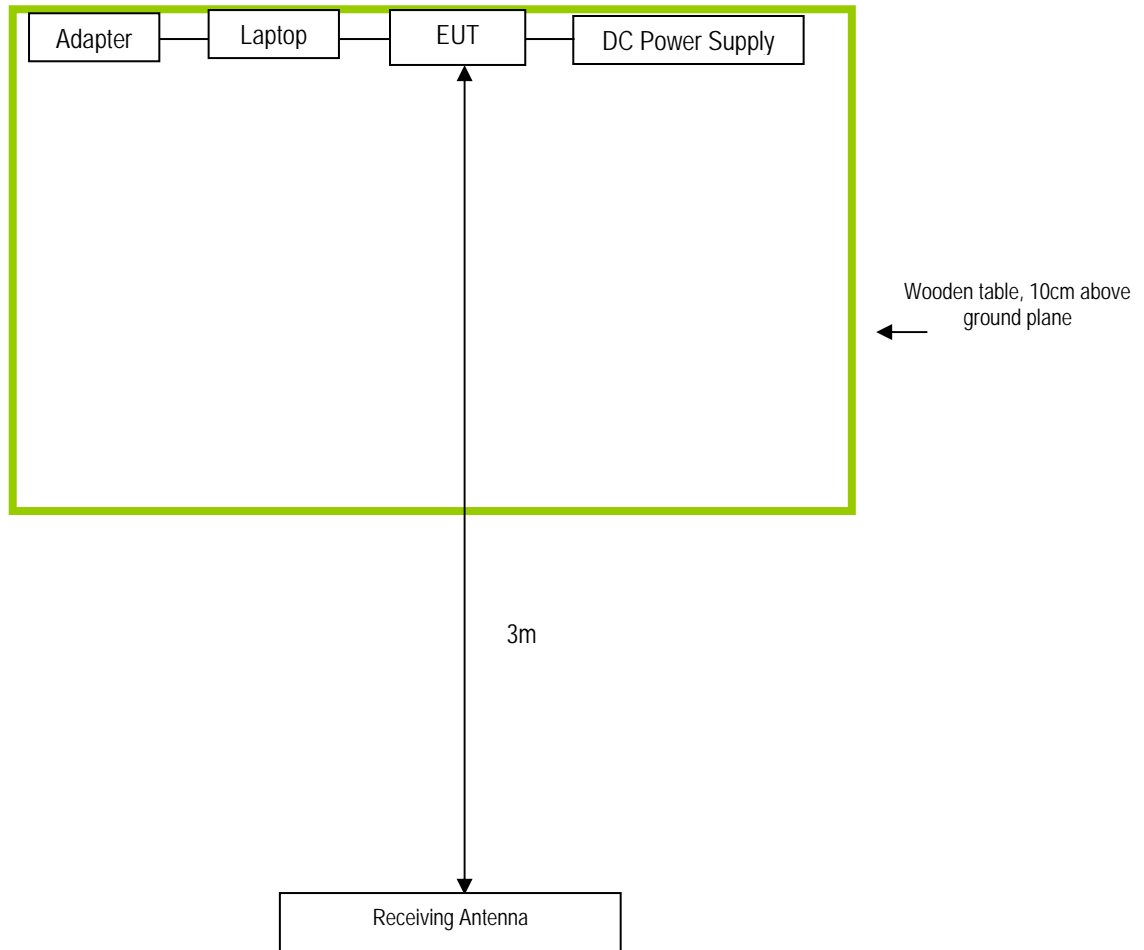 Adapter
Laptop
EUT
DC Power Supply
Wooden table, 10cm above
ground plane
3m
Receiving Antenna